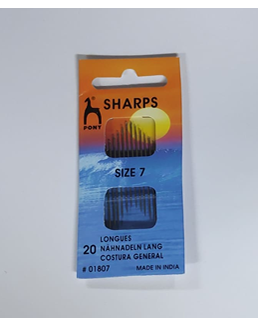 SHARPS
PONY
SIZE 7
20 LONGUES
NÄHNADELN LANG
COSTURA GENERAL
# 01807 MADE IN INDIA